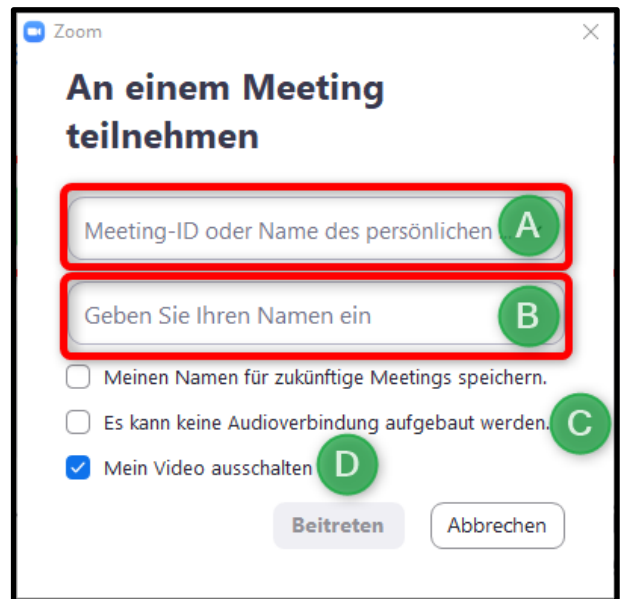 Zoom
An einem Meeting
teilnehmen
Meeting-ID oder Name des persönlichen ... A
Geben Sie Ihren Namen ein B
Meinen Namen für zukünftige Meetings speichern.
Es kann keine Audioverbindung aufgebaut werden. C
Mein Video ausschalten D
Beitreten Abbrechen